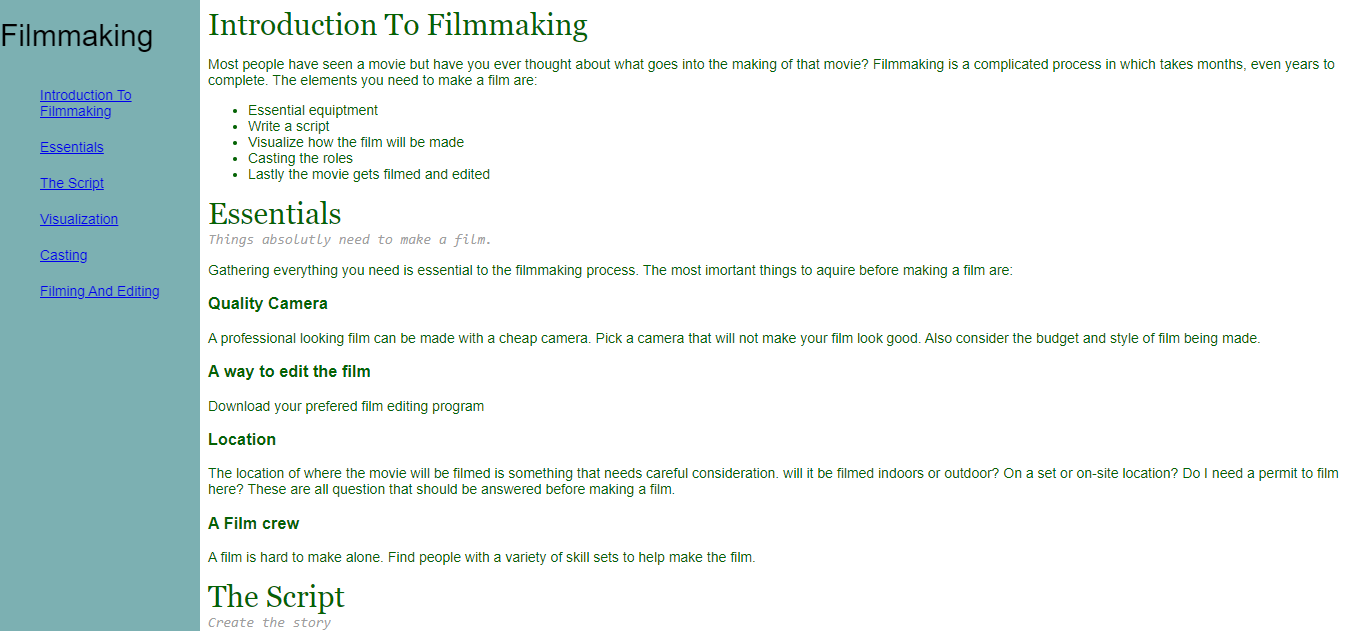 Filmmaking
Introduction To
Filmmaking
Essentials
The Script
Visualization
Casting
Filming And Editing
Introduction To Filmmaking
Most people have seen a movie but have you ever thought about what goes into the making of that movie? Filmmaking is a complicated process in which takes months, even years to
complete. The elements you need to make a film are:
Essential equiptment
Write a script
Visualize how the film will be made
Casting the roles
Lastly the movie gets filmed and edited
Essentials
Things absolutly need to make a film.
Gathering everything you need is essential to the filmmaking process. The most imortant things to aquire before making a film are:
Quality Camera
A professional looking film can be made with a cheap camera. Pick a camera that will not make your film look good. Also consider the budget and style of film being made.
A way to edit the film
Download your prefered film editing program
Location
The location of where the movie will be filmed is something that needs careful consideration. will it be filmed indoors or outdoor? On a set or on-site location? Do I need a permit to film
here? These are all question that should be answered before making a film.
A Film crew
A film is hard to make alone. Find people with a variety of skill sets to help make the film.
The Script
Create the story